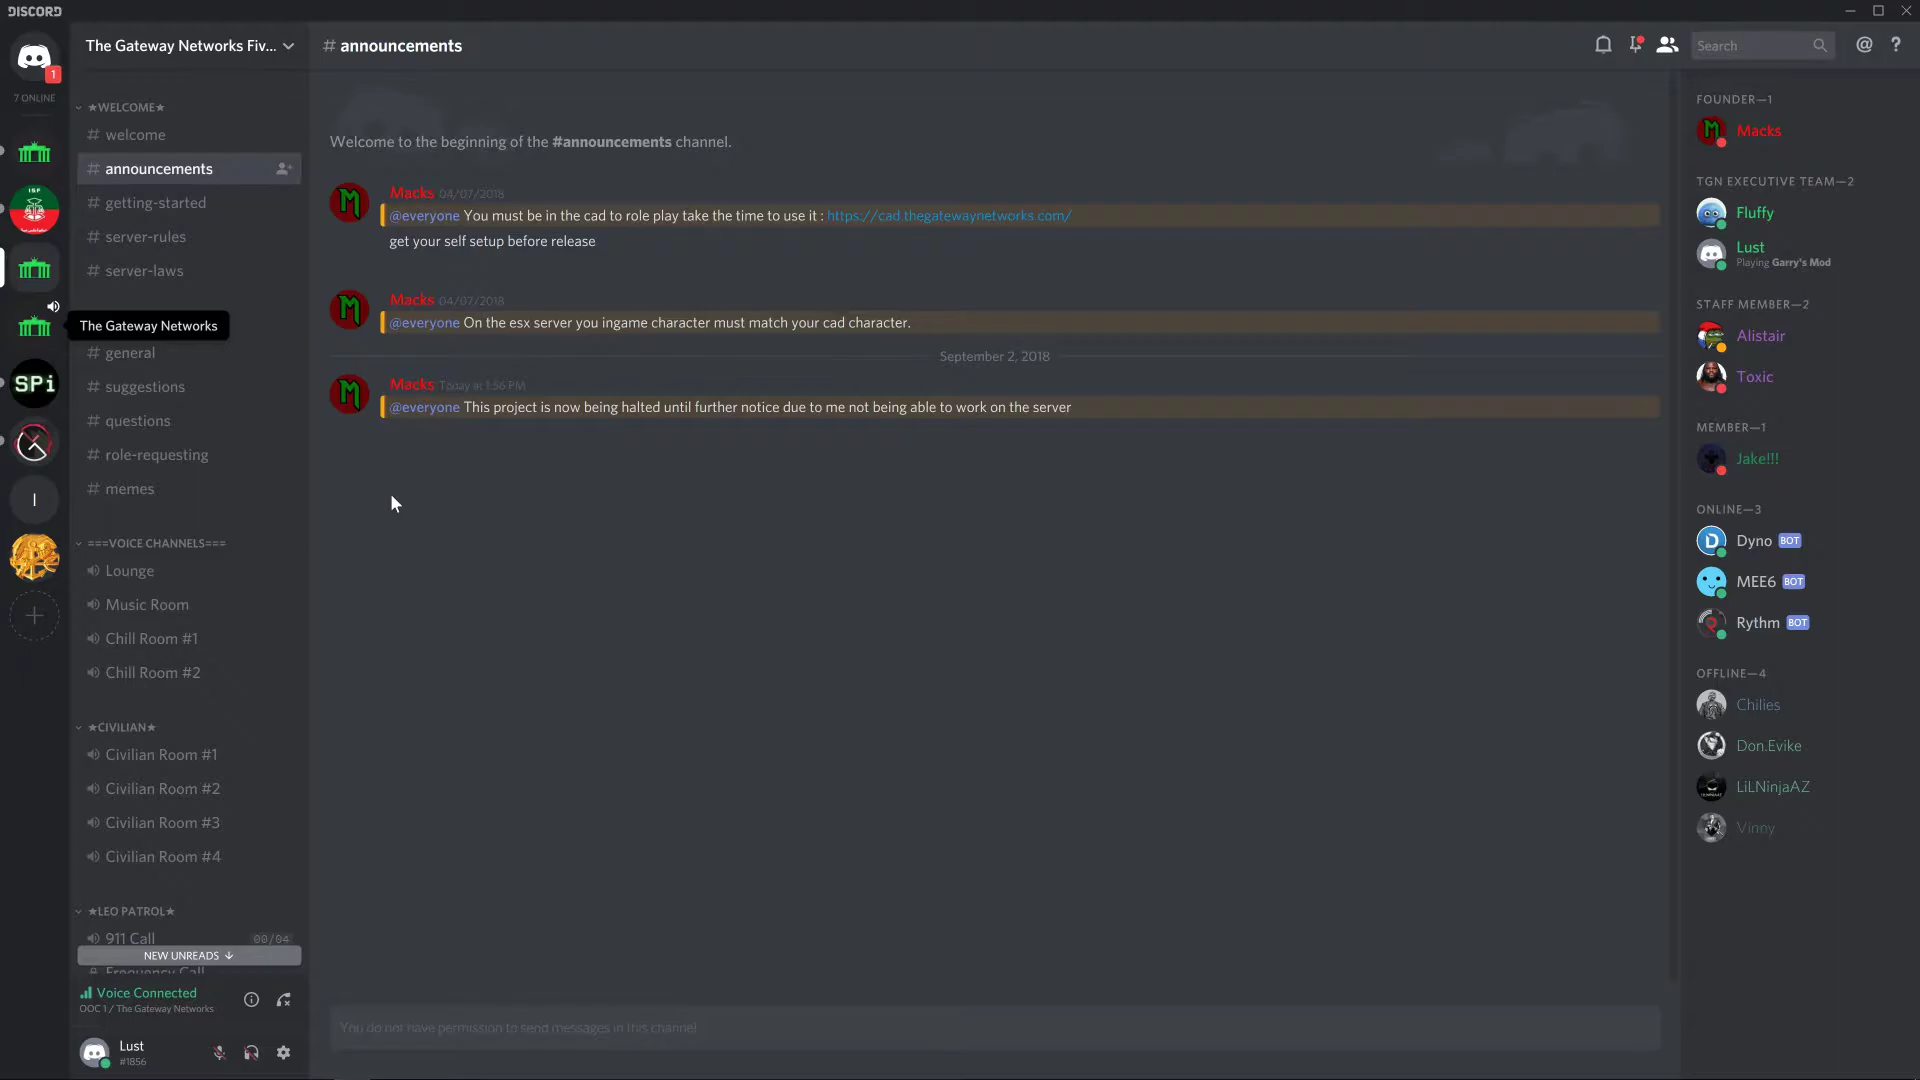 DISCORD
1
7 ONLINE
ISF
The Gateway Networks
SPi
I
The Gateway Networks Fiv...
★WELCOME★
# welcome
# announcements
# getting-started
# server-rules
# server-laws
# general
# suggestions
# questions
# role-requesting
# memes
===VOICE CHANNELS===
Lounge
Music Room
Chill Room #1
Chill Room #2
★CIVILIAN★
Civilian Room #1
Civilian Room #2
Civilian Room #3
Civilian Room #4
★LEO PATROL★
911 Call 00/04
NEW UNREADS ↓
Frequency Call
Voice Connected
OOC 1 / The Gateway Networks
Lust
#1856
# announcements
Search
Welcome to the beginning of the #announcements channel.
Macks 04/07/2018
@everyone You must be in the cad to role play take the time to use it : https://cad.thegatewaynetworks.com/
get your self setup before release
Macks 04/07/2018
@everyone On the esx server you ingame character must match your cad character.
September 2, 2018
Macks Today at 1:56 PM
@everyone This project is now being halted until further notice due to me not being able to work on the server
You do not have permission to send messages in this channel
FOUNDER—1
Macks
TGN EXECUTIVE TEAM—2
Fluffy
Lust
Playing Garry's Mod
STAFF MEMBER—2
Alistair
Toxic
MEMBER—1
Jake!!!
ONLINE—3
Dyno BOT
MEE6 BOT
Rythm BOT
OFFLINE—4
Chilies
Don.Evike
LiLNinjaAZ
Vinny